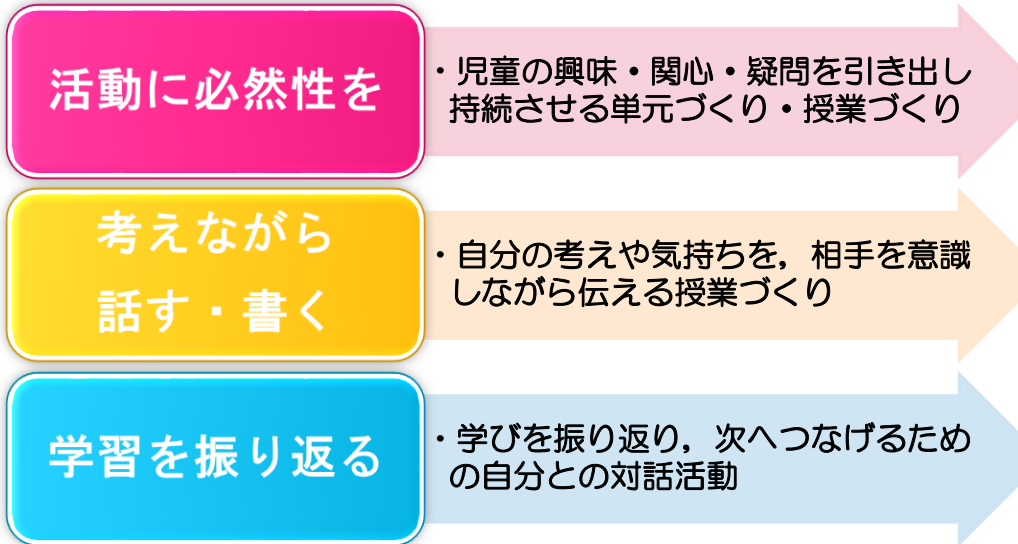 活動に必然性を
・児童の興味・関心・疑問を引き出し
持続させる単元づくり・授業づくり
考えながら
話す・書く
・自分の考えや気持ちを，相手を意識
しながら伝える授業づくり
学習を振り返る
・学びを振り返り，次へつなげるため
の自分との対話活動